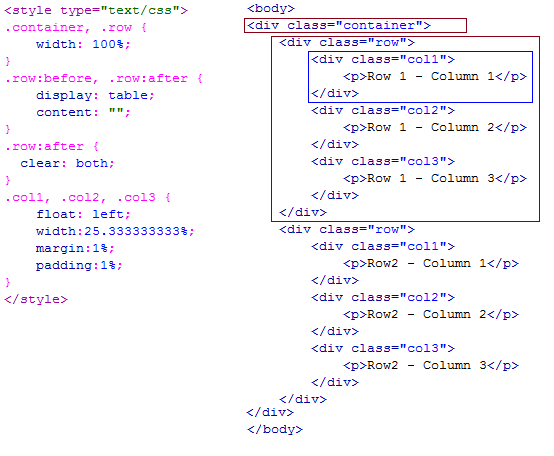 <style type="text/css">
.container, .row {
    width: 100%;
}
.row:before, .row:after {
    display: table;
    content: "";
}
.row:after {
  clear: both;
}
.col1, .col2, .col3 {
    float: left;
    width:25.333333333%;
    margin:1%;
    padding:1%;
}
</style>
<body>
<div class="container">
    <div class="row">
        <div class="col1">
            <p>Row 1 - Column 1</p>
        </div>
        <div class="col2">
            <p>Row 1 - Column 2</p>
        </div>
        <div class="col3">
            <p>Row 1 - Column 3</p>
        </div>
    </div>
    <div class="row">
        <div class="col1">
            <p>Row2 - Column 1</p>
        </div>
        <div class="col2">
            <p>Row2 - Column 2</p>
        </div>
        <div class="col3">
            <p>Row2 - Column 3</p>
        </div>
    </div>
</div>
</body>